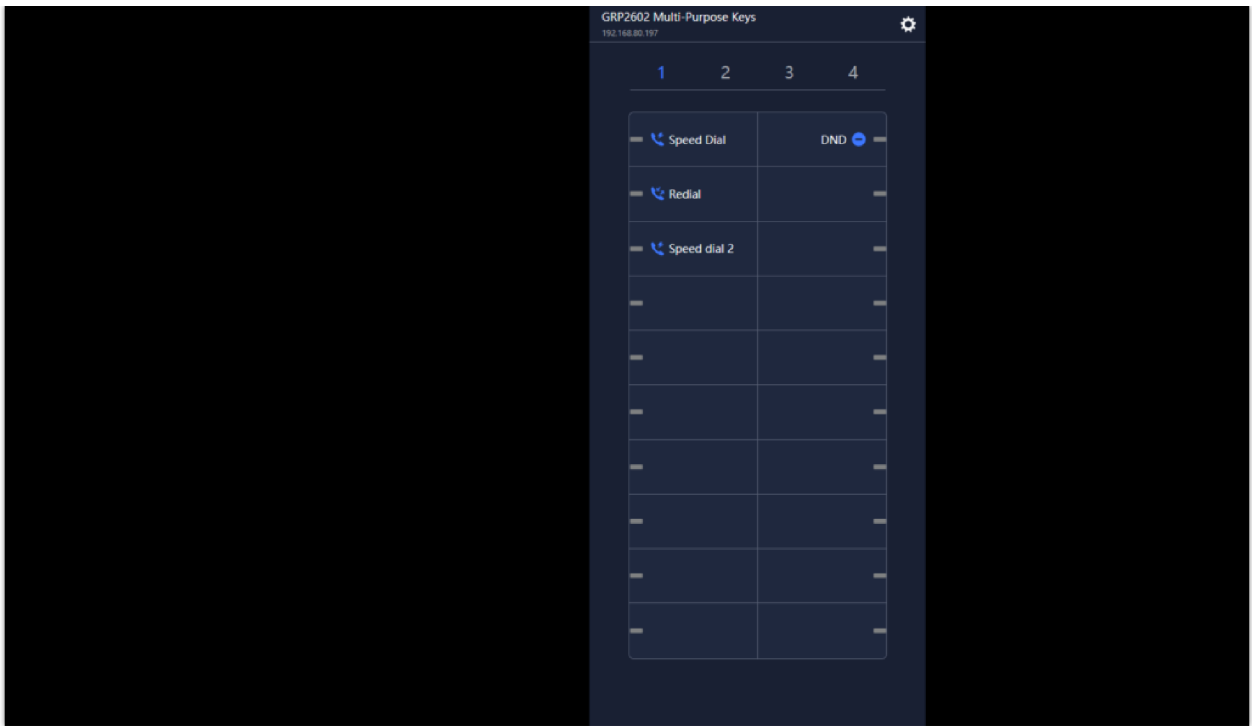 GRP2602 Multi-Purpose Keys
192.168.80.197
1 2 3 4
Speed Dial
DND
Redial
Speed dial 2